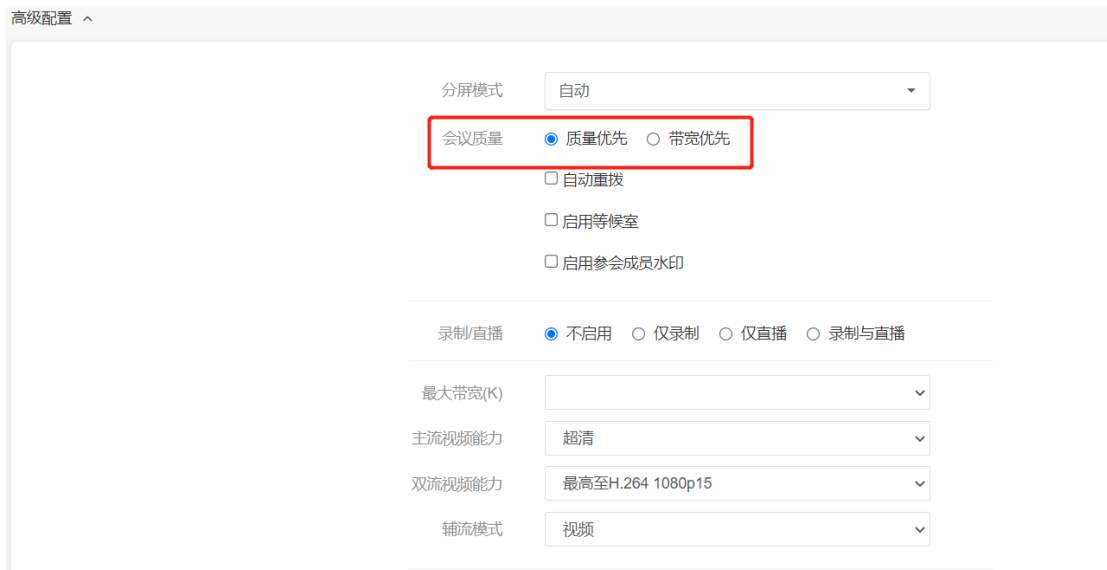 高级配置
分屏模式 自动
会议质量 质量优先 带宽优先
自动重拨
启用等候室
启用参会成员水印
录制/直播 不启用 仅录制 仅直播 录制与直播
最大带宽(K)
主流视频能力 超清
双流视频能力 最高至H.264 1080p15
辅流模式 视频